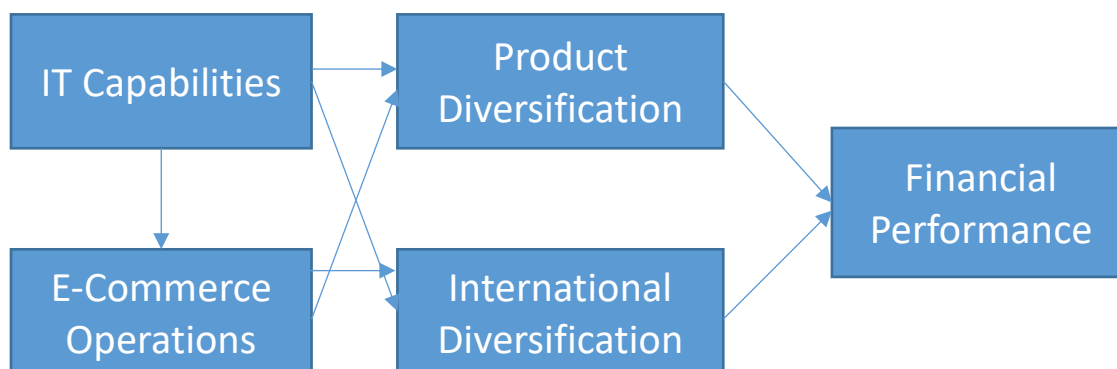 IT Capabilities
Product
Diversification
Financial
Performance
E-Commerce
Operations
International
Diversification